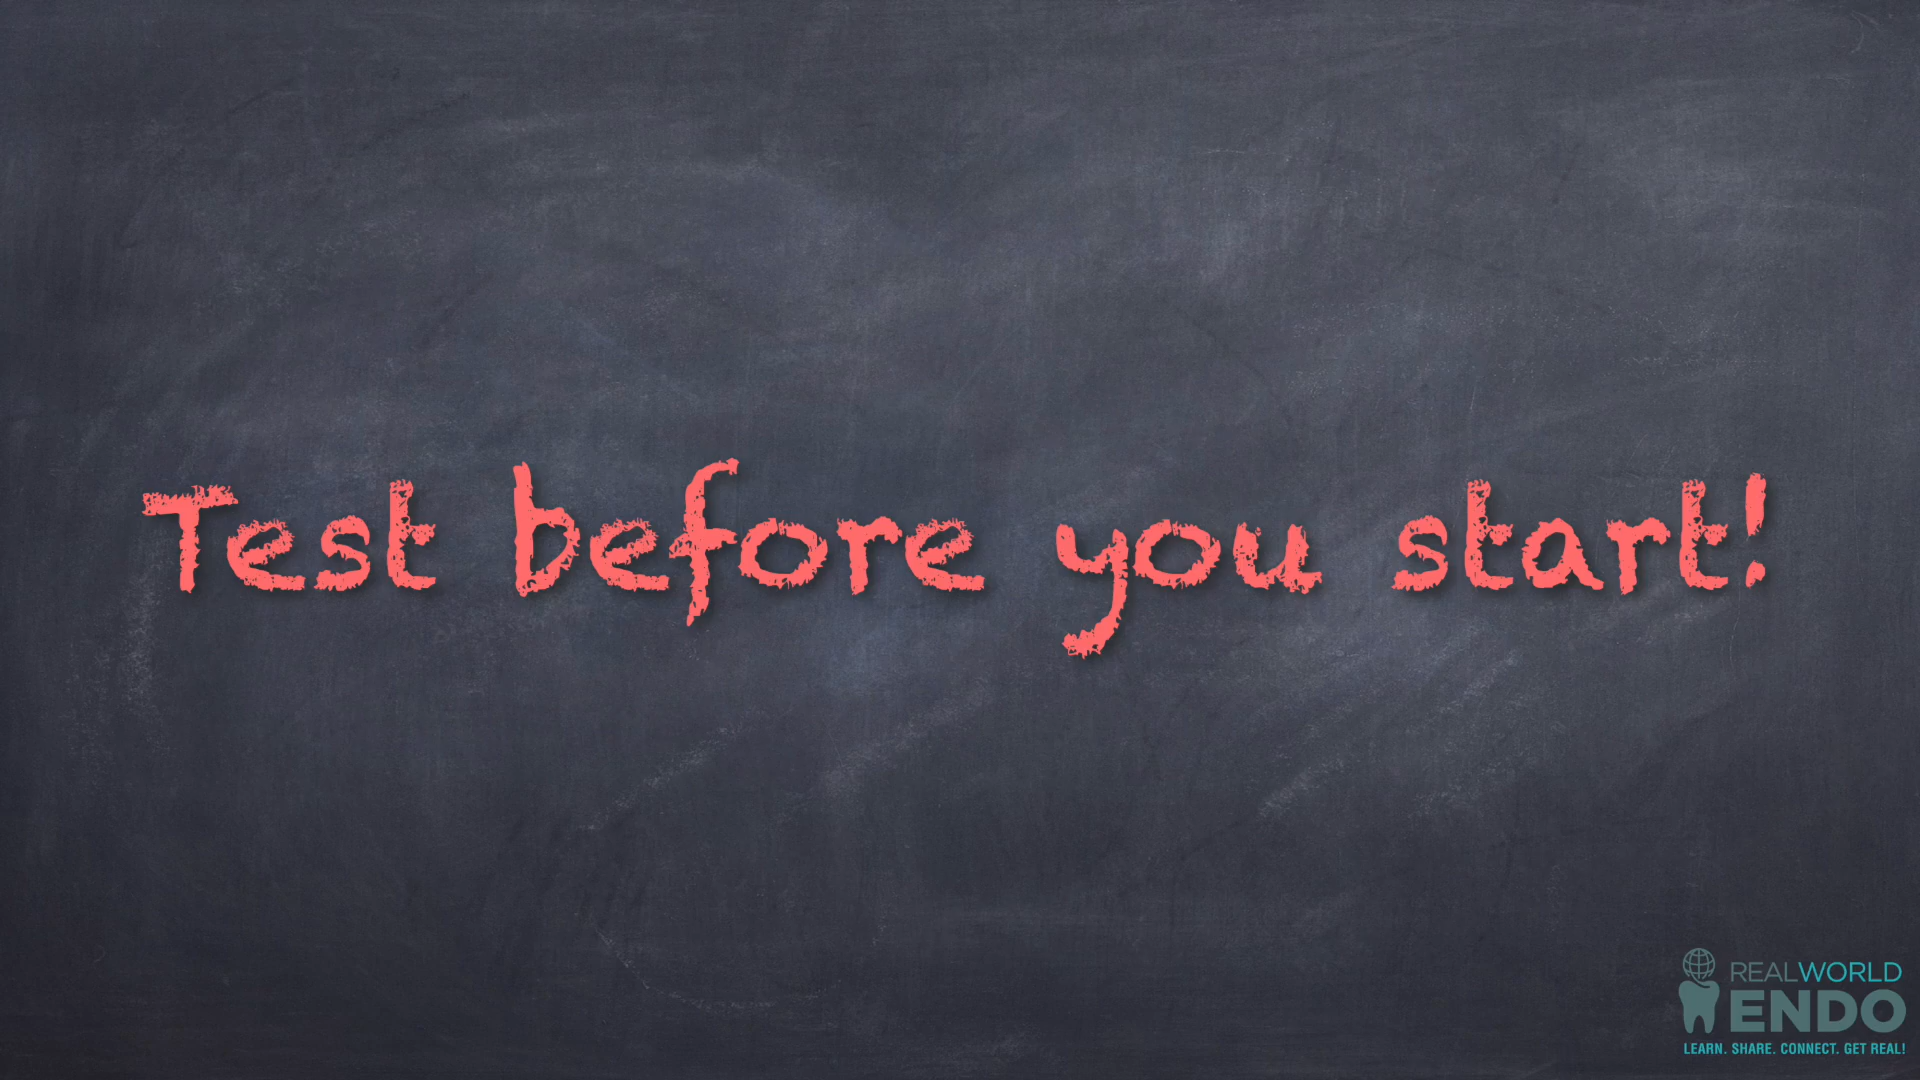 Test before you start!
REALWORLD
ENDO
LEARN. SHARE. CONNECT. GET REAL!